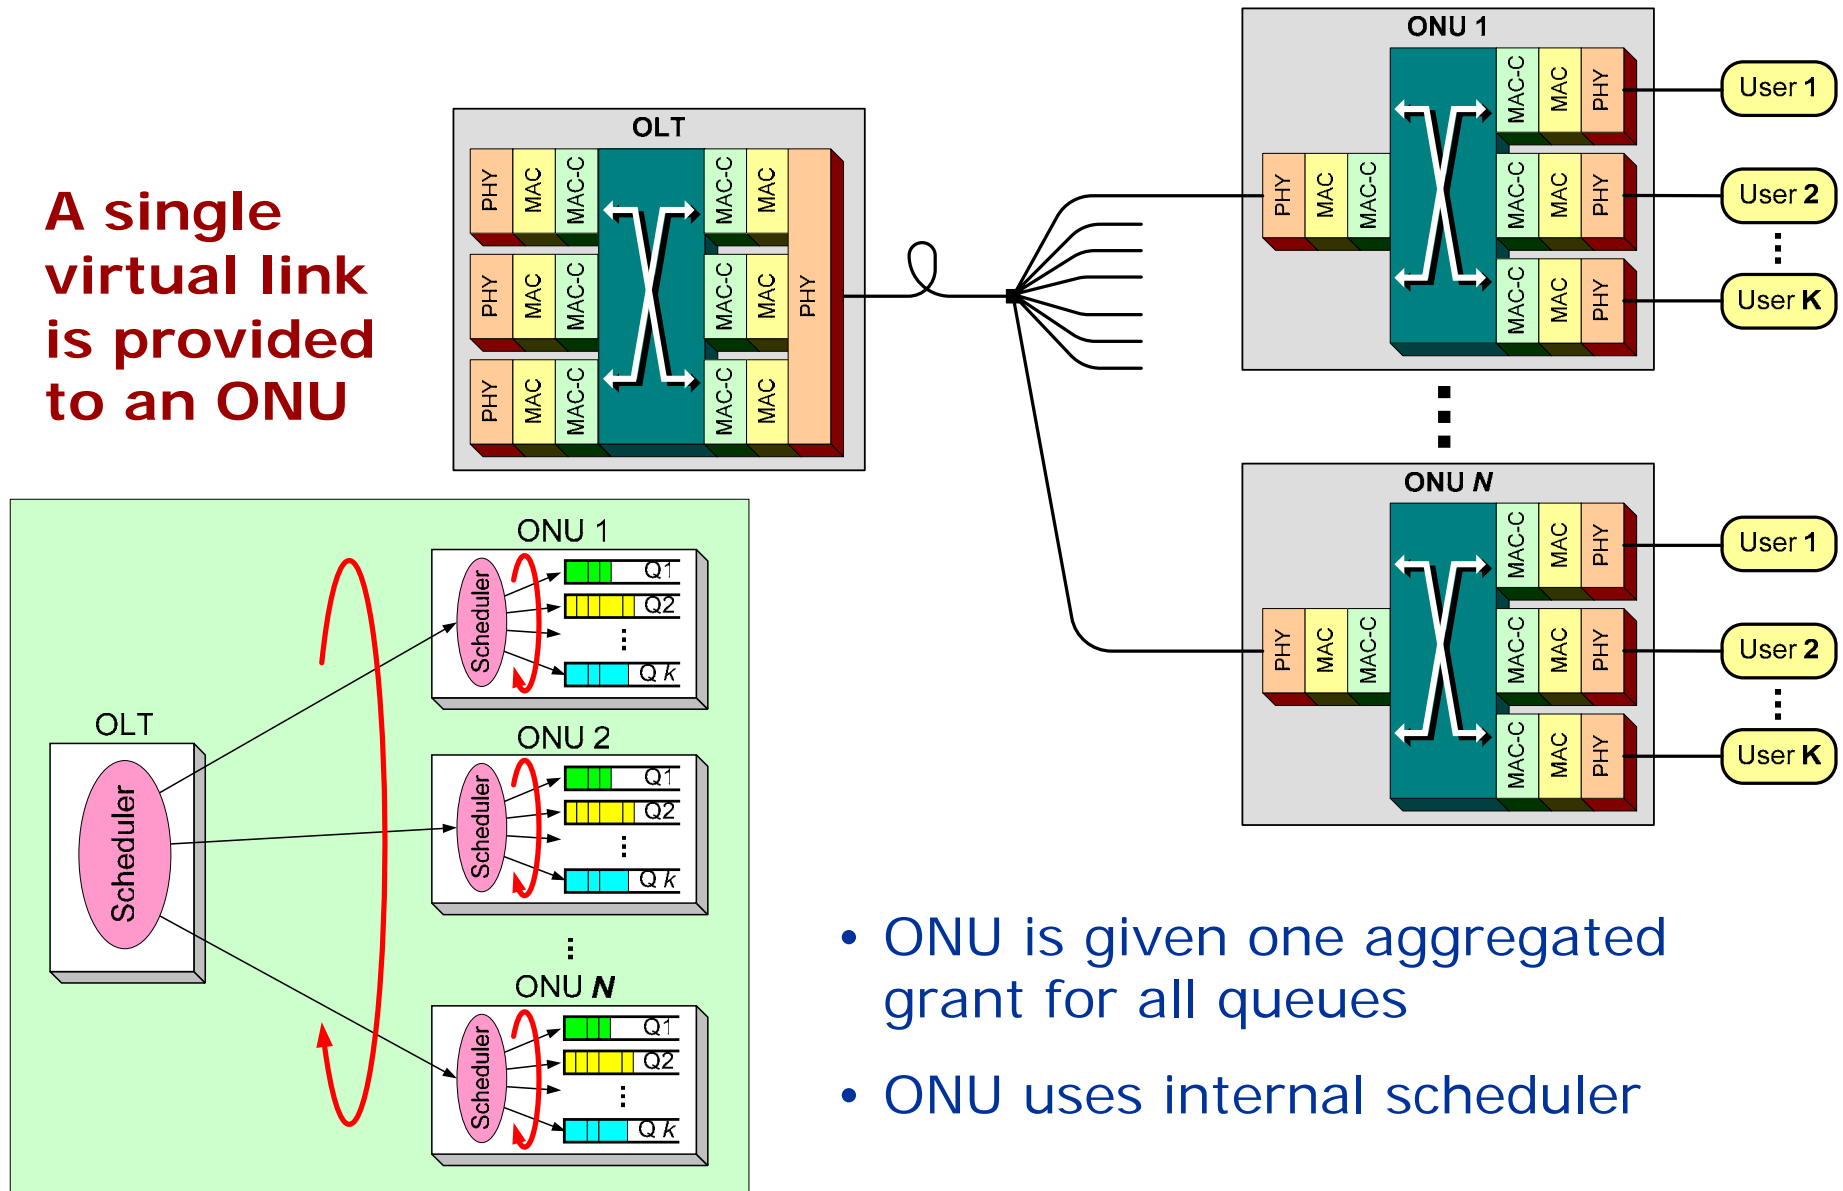 A single
virtual link
is provided
to an ONU
OLT
PHY MAC MAC-C MAC-C MAC
PHY MAC MAC-C MAC-C MAC PHY
PHY MAC MAC-C MAC-C MAC
ONU 1
MAC-C MAC PHY User 1
PHY MAC MAC-C MAC-C MAC PHY User 2
MAC-C MAC PHY User K
ONU N
MAC-C MAC PHY User 1
PHY MAC MAC-C MAC-C MAC PHY User 2
MAC-C MAC PHY User K
OLT
Scheduler
ONU 1
Scheduler
Q1
Q2
Q k
ONU 2
Scheduler
Q1
Q2
Q k
ONU N
Scheduler
Q1
Q2
Q k
• ONU is given one aggregated
grant for all queues
• ONU uses internal scheduler